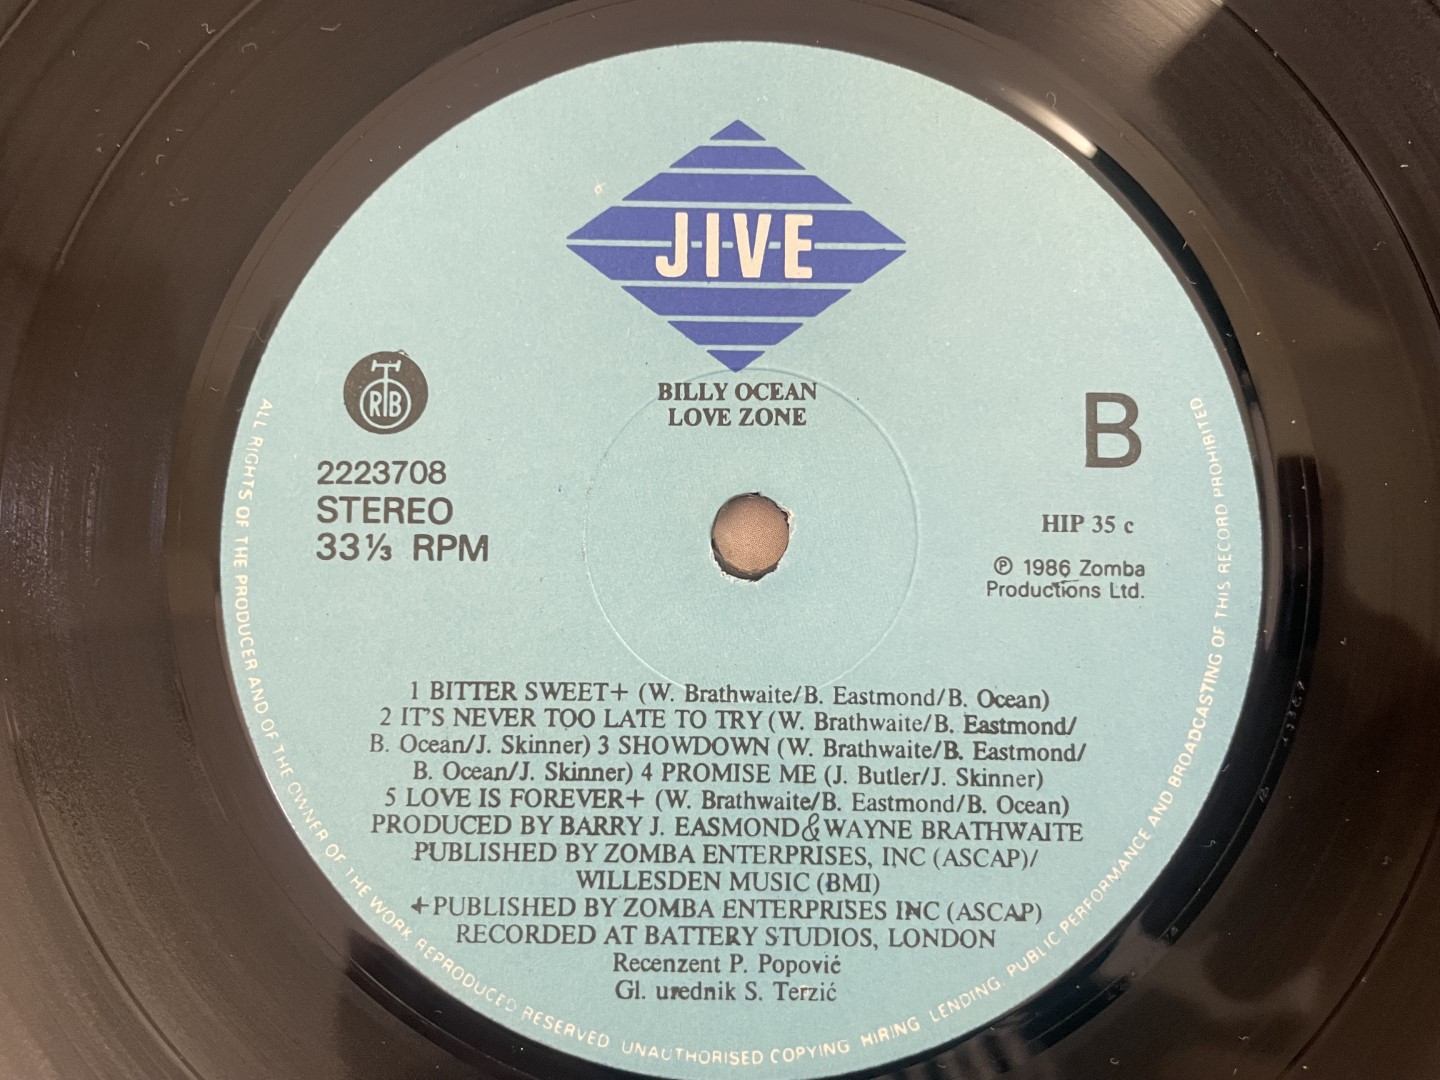 JIVE
BILLY OCEAN
LOVE ZONE
RTB
2223708
STEREO
33⅓ RPM
B
HIP 35 c
℗ 1986 Zomba
Productions Ltd.
1 BITTER SWEET+ (W. Brathwaite/B. Eastmond/B. Ocean)
2 IT'S NEVER TOO LATE TO TRY (W. Brathwaite/B. Eastmond/
B. Ocean/J. Skinner) 3 SHOWDOWN (W. Brathwaite/B. Eastmond/
B. Ocean/J. Skinner) 4 PROMISE ME (J. Butler/J. Skinner)
5 LOVE IS FOREVER+ (W. Brathwaite/B. Eastmond/B. Ocean)
PRODUCED BY BARRY J. EASMOND & WAYNE BRATHWAITE
PUBLISHED BY ZOMBA ENTERPRISES, INC (ASCAP)/
WILLESDEN MUSIC (BMI)
+PUBLISHED BY ZOMBA ENTERPRISES INC (ASCAP)
RECORDED AT BATTERY STUDIOS, LONDON
Recenzent P. Popović
Gl. urednik S. Terzić
ALL RIGHTS OF THE PRODUCER AND OF THE OWNER OF THE WORK REPRODUCED RESERVED UNAUTHORISED COPYING HIRING LENDING PUBLIC PERFORMANCE AND BROADCASTING OF THIS RECORD PROHIBITED